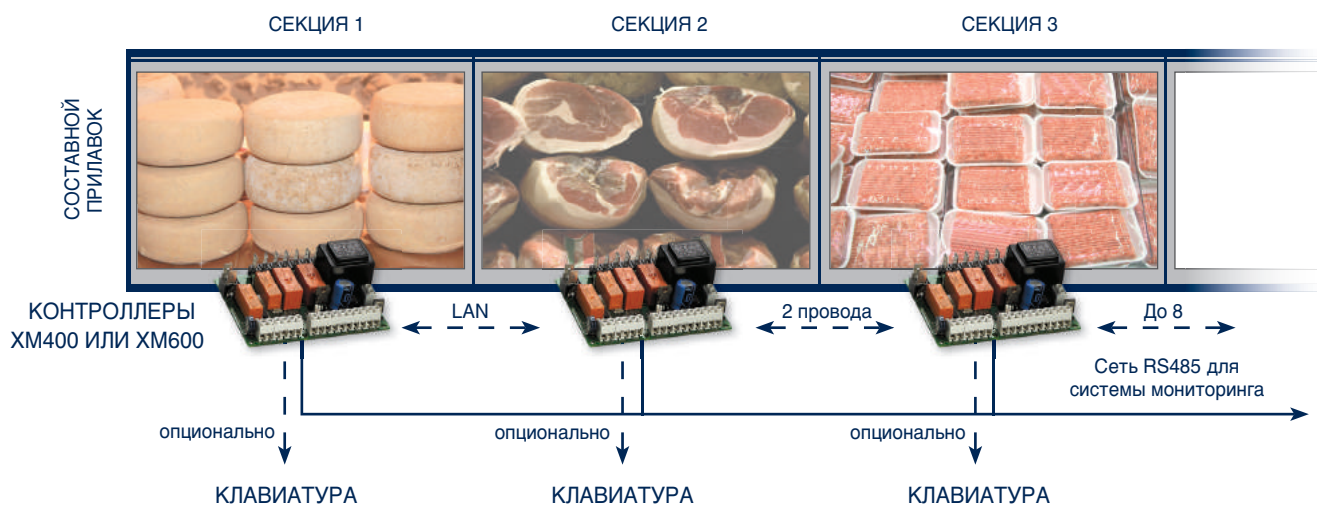 СЕКЦИЯ 1
СЕКЦИЯ 2
СЕКЦИЯ 3
СОСТАВНОЙ
ПРИЛАВОК
КОНТРОЛЛЕРЫ
XM400 ИЛИ XM600
LAN
2 провода
До 8
Сеть RS485 для
системы мониторинга
опционально
опционально
опционально
КЛАВИАТУРА
КЛАВИАТУРА
КЛАВИАТУРА